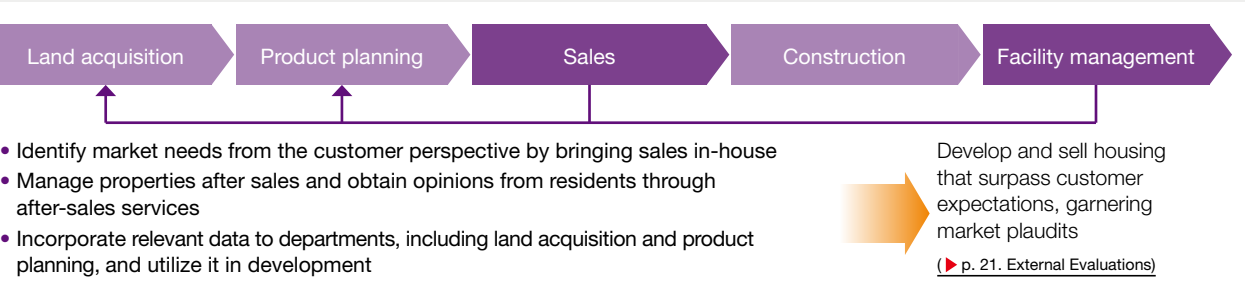 Land acquisition
Product planning
Sales
Construction
Facility management
• Identify market needs from the customer perspective by bringing sales in-house
• Manage properties after sales and obtain opinions from residents through
after-sales services
• Incorporate relevant data to departments, including land acquisition and product
planning, and utilize it in development
Develop and sell housing
that surpass customer
expectations, garnering
market plaudits
(▶p. 21. External Evaluations)